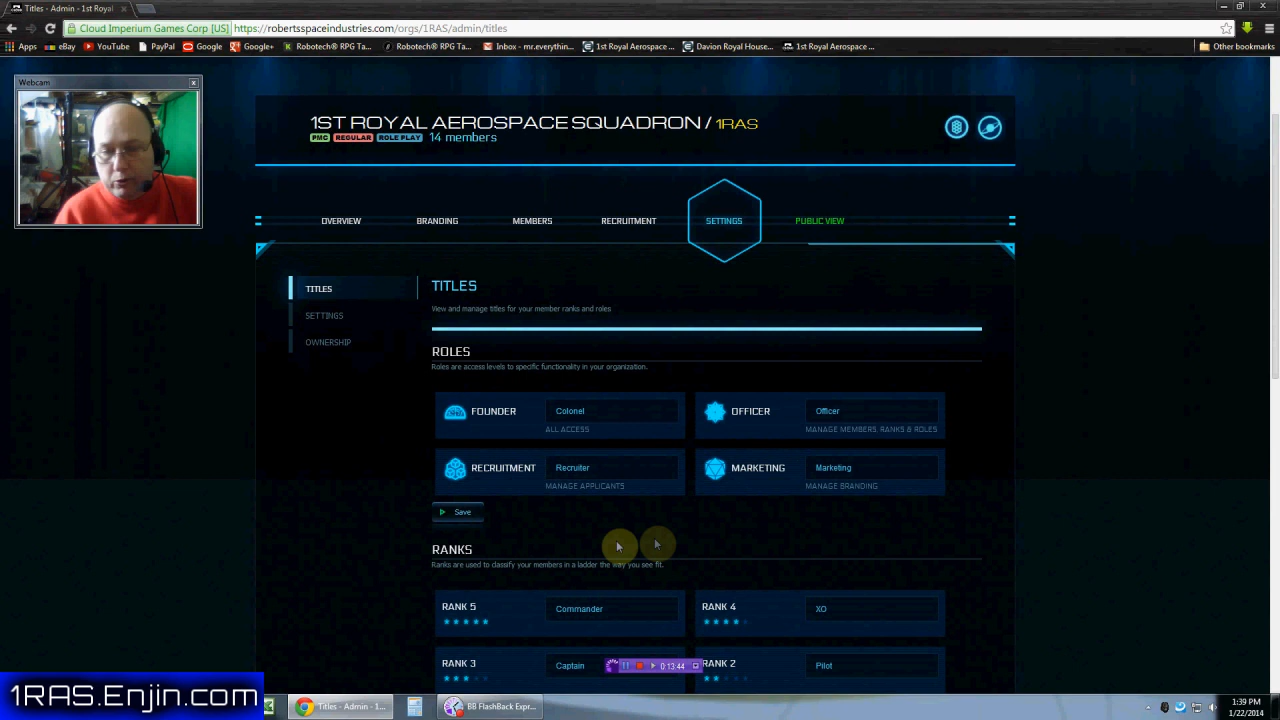 Titles - Admin - 1st Royal
Cloud Imperium Games Corp [US]
https://robertsspaceindustries.com/orgs/1RAS/admin/titles
Apps
eBay
YouTube
PayPal
Google
Google+
Robotech® RPG Ta...
Robotech® RPG Ta...
Inbox - mr.everythin...
1st Royal Aerospace ...
Davion Royal House...
1st Royal Aerospace ...
Other bookmarks
Webcam
1ST ROYAL AEROSPACE SQUADRON / 1RAS
PMC REGULAR ROLE PLAY 14 members
OVERVIEW
BRANDING
MEMBERS
RECRUITMENT
SETTINGS
PUBLIC VIEW
TITLES
SETTINGS
OWNERSHIP
TITLES
View and manage titles for your member ranks and roles
ROLES
Roles are access levels to specific functionality in your organization.
FOUNDER
Colonel
ALL ACCESS
OFFICER
Officer
MANAGE MEMBERS, RANKS & ROLES
RECRUITMENT
Recruiter
MANAGE APPLICANTS
MARKETING
Marketing
MANAGE BRANDING
Save
RANKS
Ranks are used to classify your members in a ladder the way you see fit.
RANK 5
Commander
RANK 4
XO
RANK 3
Captain
RANK 2
Pilot
0:13:44
1RAS.Enjin.com
Titles - Admin - 1...
BB FlashBack Expr...
1:39 PM
1/22/2014